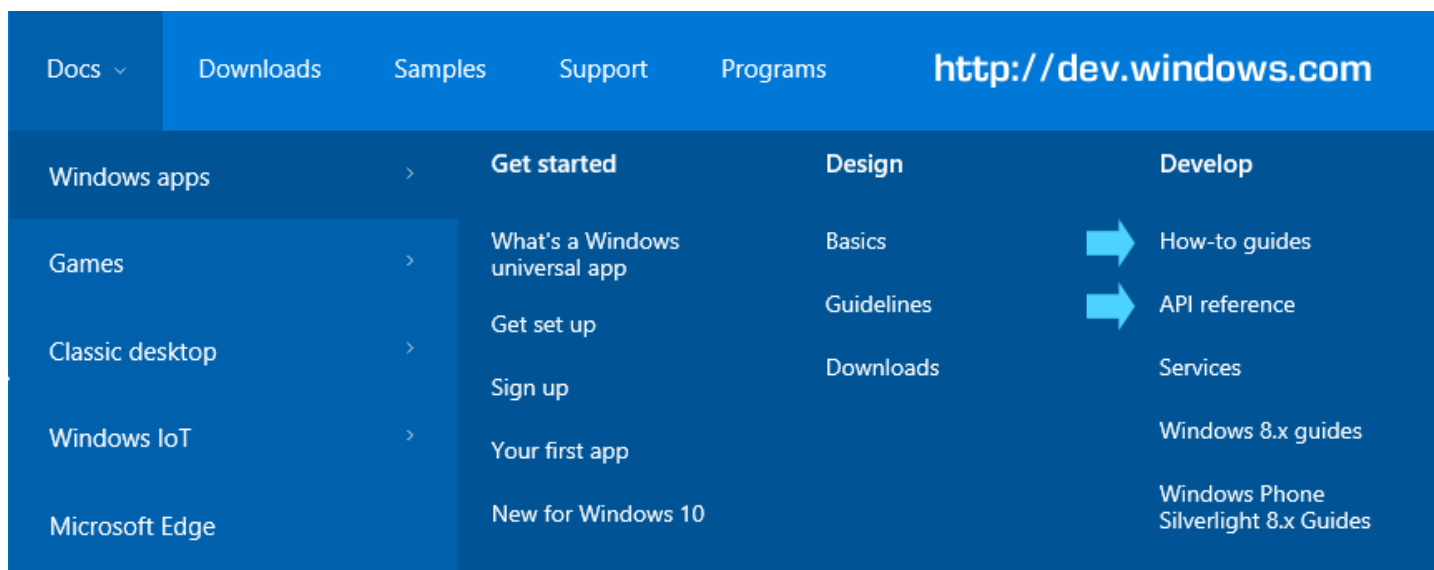 Docs
Downloads
Samples
Support
Programs
http://dev.windows.com
Windows apps
Games
Classic desktop
Windows IoT
Microsoft Edge
Get started
What's a Windows
universal app
Get set up
Sign up
Your first app
New for Windows 10
Design
Basics
Guidelines
Downloads
Develop
How-to guides
API reference
Services
Windows 8.x guides
Windows Phone
Silverlight 8.x Guides